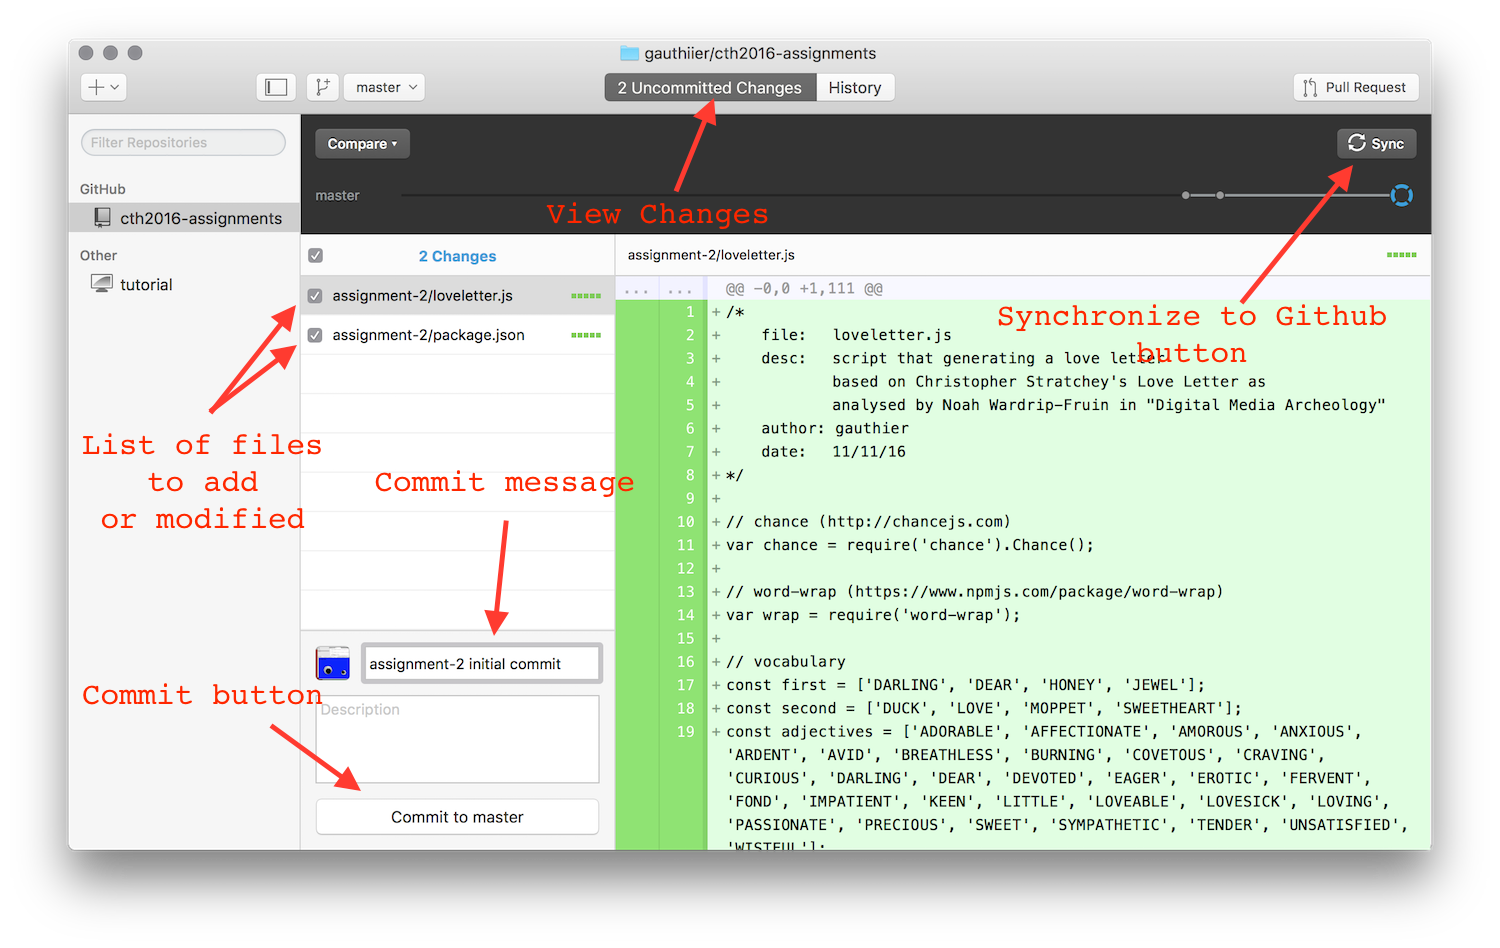 gauthiier/cth2016-assignments
master
2 Uncommitted Changes
History
Pull Request
Filter Repositories
Compare
Sync
GitHub
master
cth2016-assignments
View Changes
Other
tutorial
2 Changes
assignment-2/loveletter.js
assignment-2/package.json
List of files
to add
or modified
Commit message
assignment-2 initial commit
Commit button
Description
Commit to master
assignment-2/loveletter.js
... ... @@ -0,0 +1,111 @@
Synchronize to Github
button
1 +/*
2 + file: loveletter.js
3 + desc: script that generating a love letter
4 + based on Christopher Stratchey's Love Letter as
5 + analysed by Noah Wardrip-Fruin in "Digital Media Archeology"
6 + author: gauthier
7 + date: 11/11/16
8 +*/
9 +
10 +// chance (http://chancejs.com)
11 +var chance = require('chance').Chance();
12 +
13 +// word-wrap (https://www.npmjs.com/package/word-wrap)
14 +var wrap = require('word-wrap');
15 +
16 +// vocabulary
17 +const first = ['DARLING', 'DEAR', 'HONEY', 'JEWEL'];
18 +const second = ['DUCK', 'LOVE', 'MOPPET', 'SWEETHEART'];
19 +const adjectives = ['ADORABLE', 'AFFECTIONATE', 'AMOROUS', 'ANXIOUS',
'ARDENT', 'AVID', 'BREATHLESS', 'BURNING', 'COVETOUS', 'CRAVING',
'CURIOUS', 'DARLING', 'DEAR', 'DEVOTED', 'EAGER', 'EROTIC', 'FERVENT',
'FOND', 'IMPATIENT', 'KEEN', 'LITTLE', 'LOVEABLE', 'LOVESICK', 'LOVING',
'PASSIONATE', 'PRECIOUS', 'SWEET', 'SYMPATHETIC', 'TENDER', 'UNSATISFIED',
'WISTFUL'];